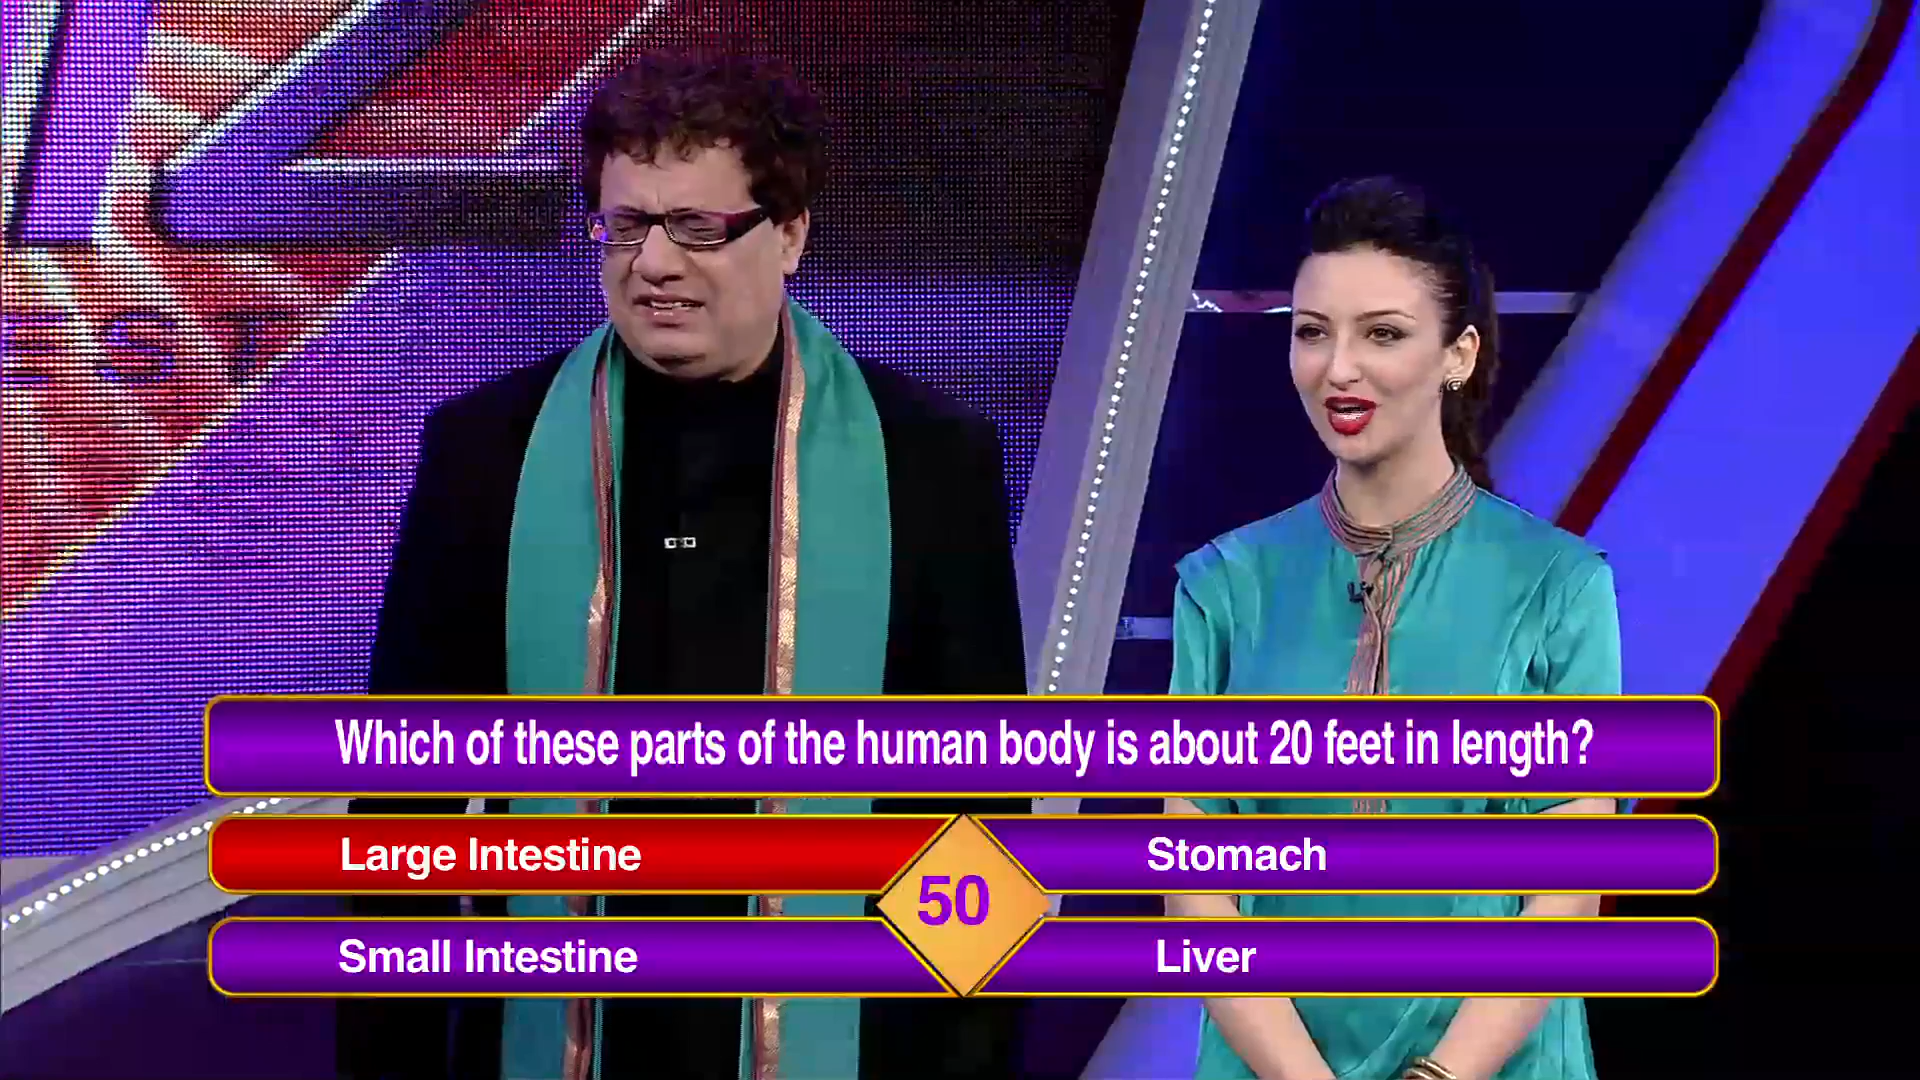 ST
Which of these parts of the human body is about 20 feet in length?
Large Intestine
Stomach
50
Small Intestine
Liver